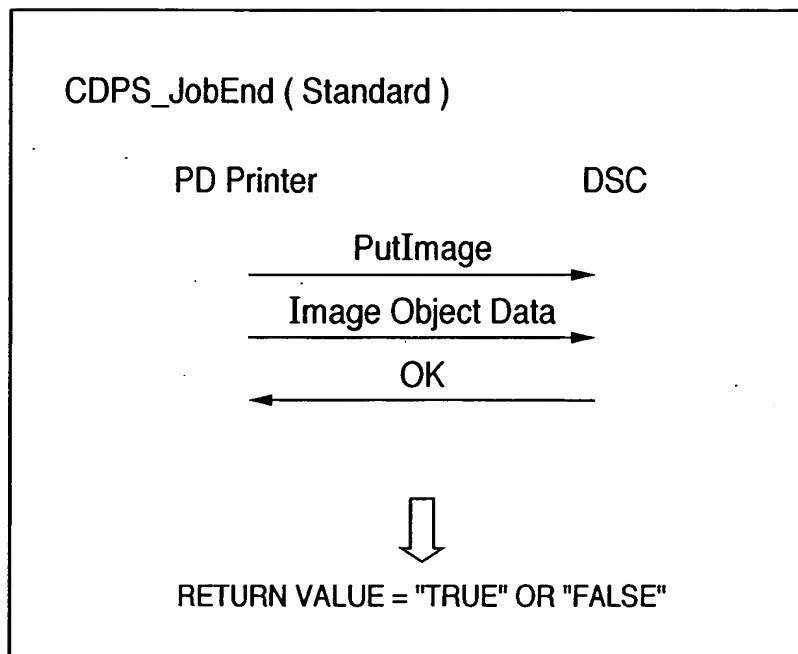 CDPS_JobEnd ( Standard )
PD Printer DSC
PutImage
Image Object Data
OK
RETURN VALUE = "TRUE" OR "FALSE"